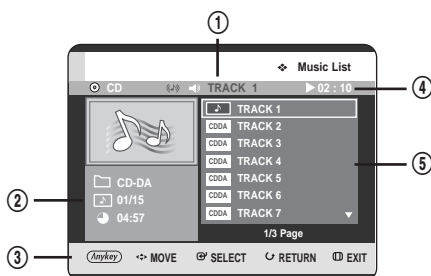 ①
❖ Music List
CD TRACK 1 ▶ 02 : 10 ④
TRACK 1
CDDA TRACK 2
CDDA TRACK 3
CDDA TRACK 4
CDDA TRACK 5
CDDA TRACK 6
CDDA TRACK 7 ▼
⑤
CD-DA
② 01/15
04:57
1/3 Page
③ Anykey MOVE SELECT RETURN EXIT